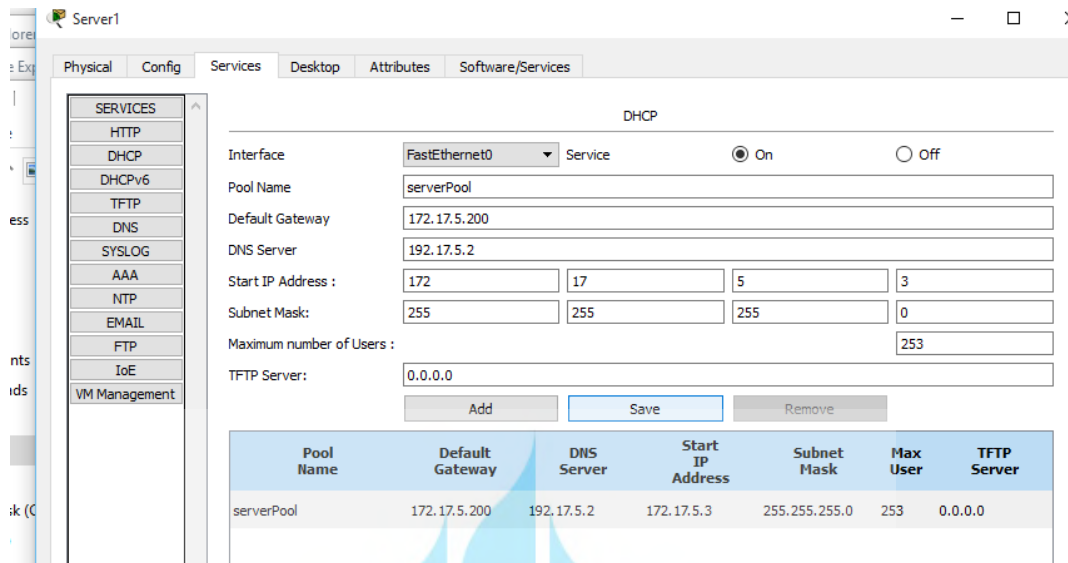 Server1
Physical Config Services Desktop Attributes Software/Services
SERVICES
HTTP
DHCP
DHCPv6
TFTP
DNS
SYSLOG
AAA
NTP
EMAIL
FTP
IoE
VM Management
DHCP
Interface FastEthernet0 Service On Off
Pool Name serverPool
Default Gateway 172.17.5.200
DNS Server 192.17.5.2
Start IP Address : 172 17 5 3
Subnet Mask: 255 255 255 0
Maximum number of Users : 253
TFTP Server: 0.0.0.0
Add Save Remove
Pool Name Default Gateway DNS Server Start IP Address Subnet Mask Max User TFTP Server
serverPool 172.17.5.200 192.17.5.2 172.17.5.3 255.255.255.0 253 0.0.0.0